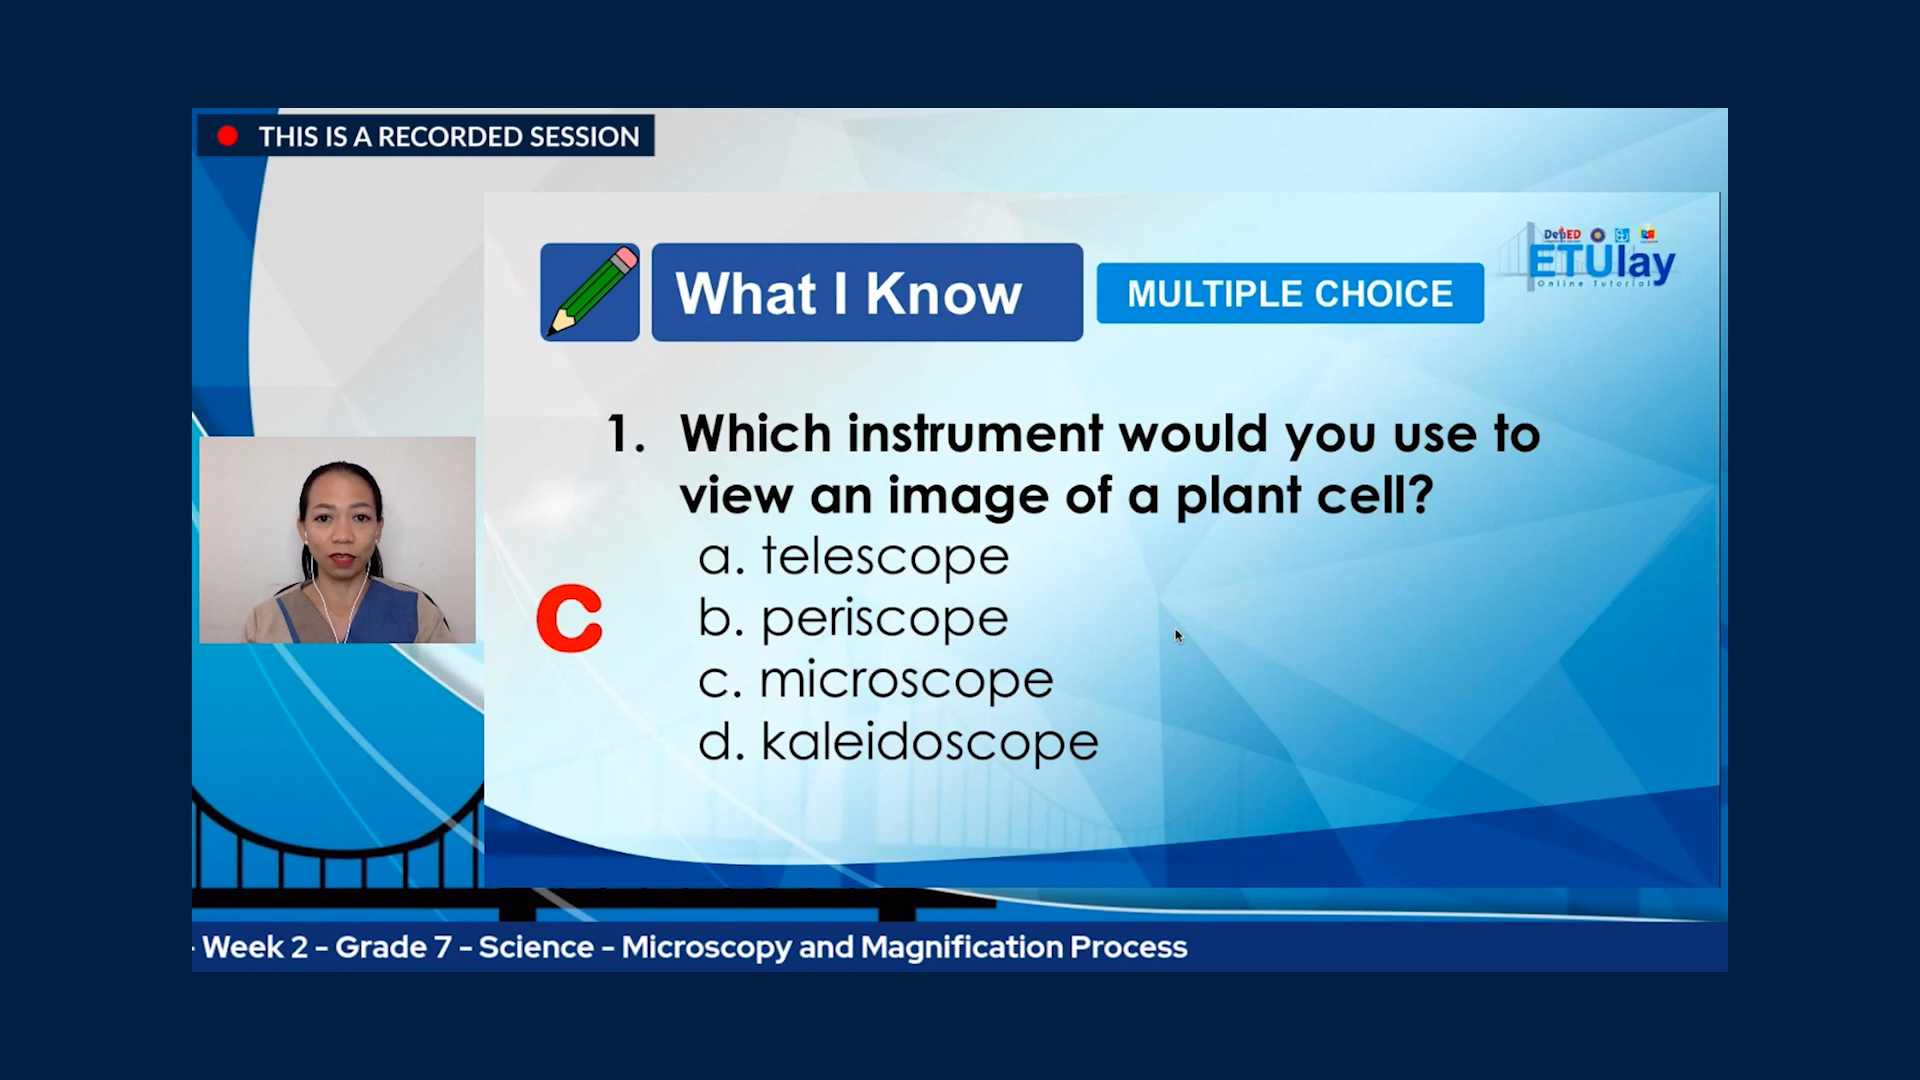 THIS IS A RECORDED SESSION
What I Know
MULTIPLE CHOICE
DepED
ETUlay
Online Tutorial
1. Which instrument would you use to
view an image of a plant cell?
a. telescope
b. periscope
c. microscope
d. kaleidoscope
C
- Week 2 - Grade 7 - Science - Microscopy and Magnification Process